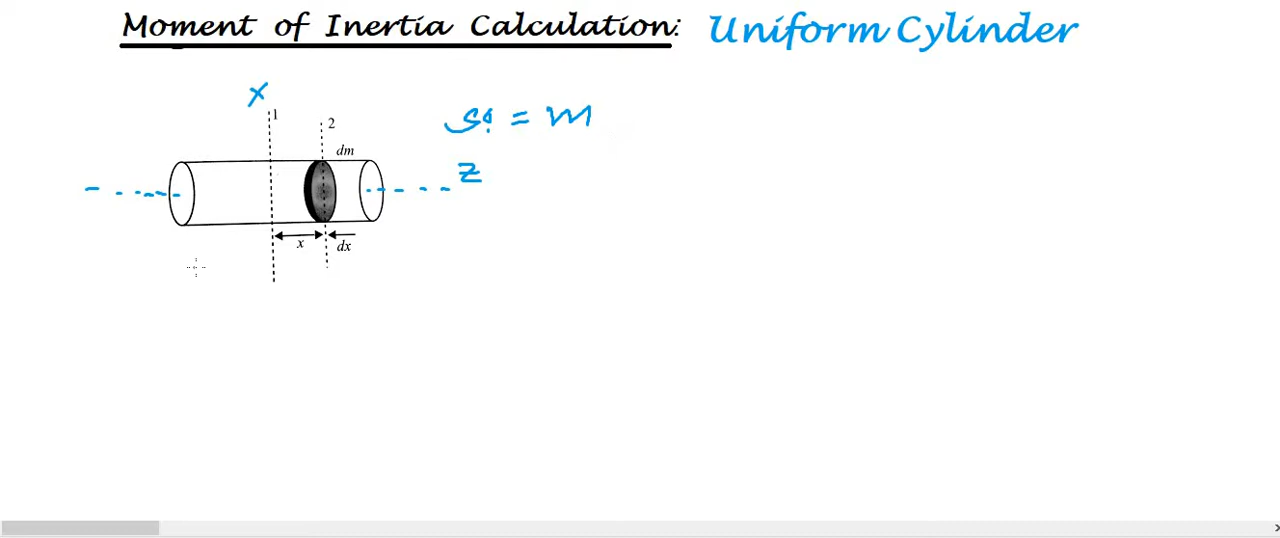 Moment of Inertia Calculation: Uniform Cylinder
X
1
2
= M
dm
Z
x
dx